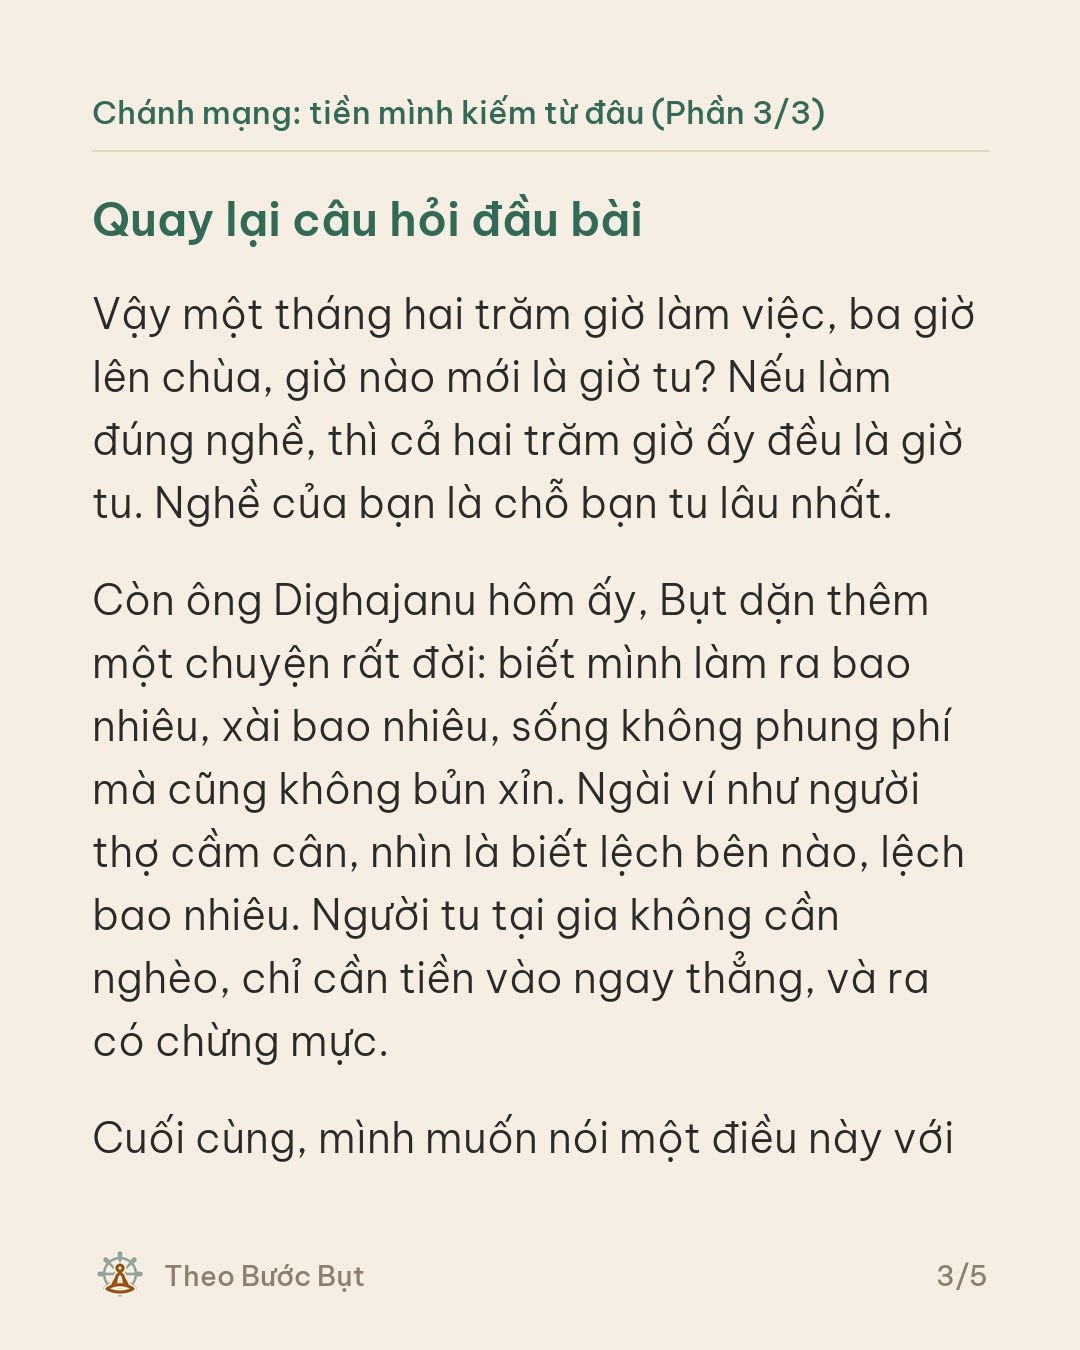 Chánh mạng: tiền mình kiếm từ đâu (Phần 3/3)
Quay lại câu hỏi đầu bài
Vậy một tháng hai trăm giờ làm việc, ba giờ
lên chùa, giờ nào mới là giờ tu? Nếu làm
đúng nghề, thì cả hai trăm giờ ấy đều là giờ
tu. Nghề của bạn là chỗ bạn tu lâu nhất.
Còn ông Dighajanu hôm ấy, Bụt dặn thêm
một chuyện rất đời: biết mình làm ra bao
nhiêu, xài bao nhiêu, sống không phung phí
mà cũng không bủn xỉn. Ngài ví như người
thợ cầm cân, nhìn là biết lệch bên nào, lệch
bao nhiêu. Người tu tại gia không cần
nghèo, chỉ cần tiền vào ngay thẳng, và ra
có chừng mực.
Cuối cùng, mình muốn nói một điều này với
Theo Bước Bụt
3/5